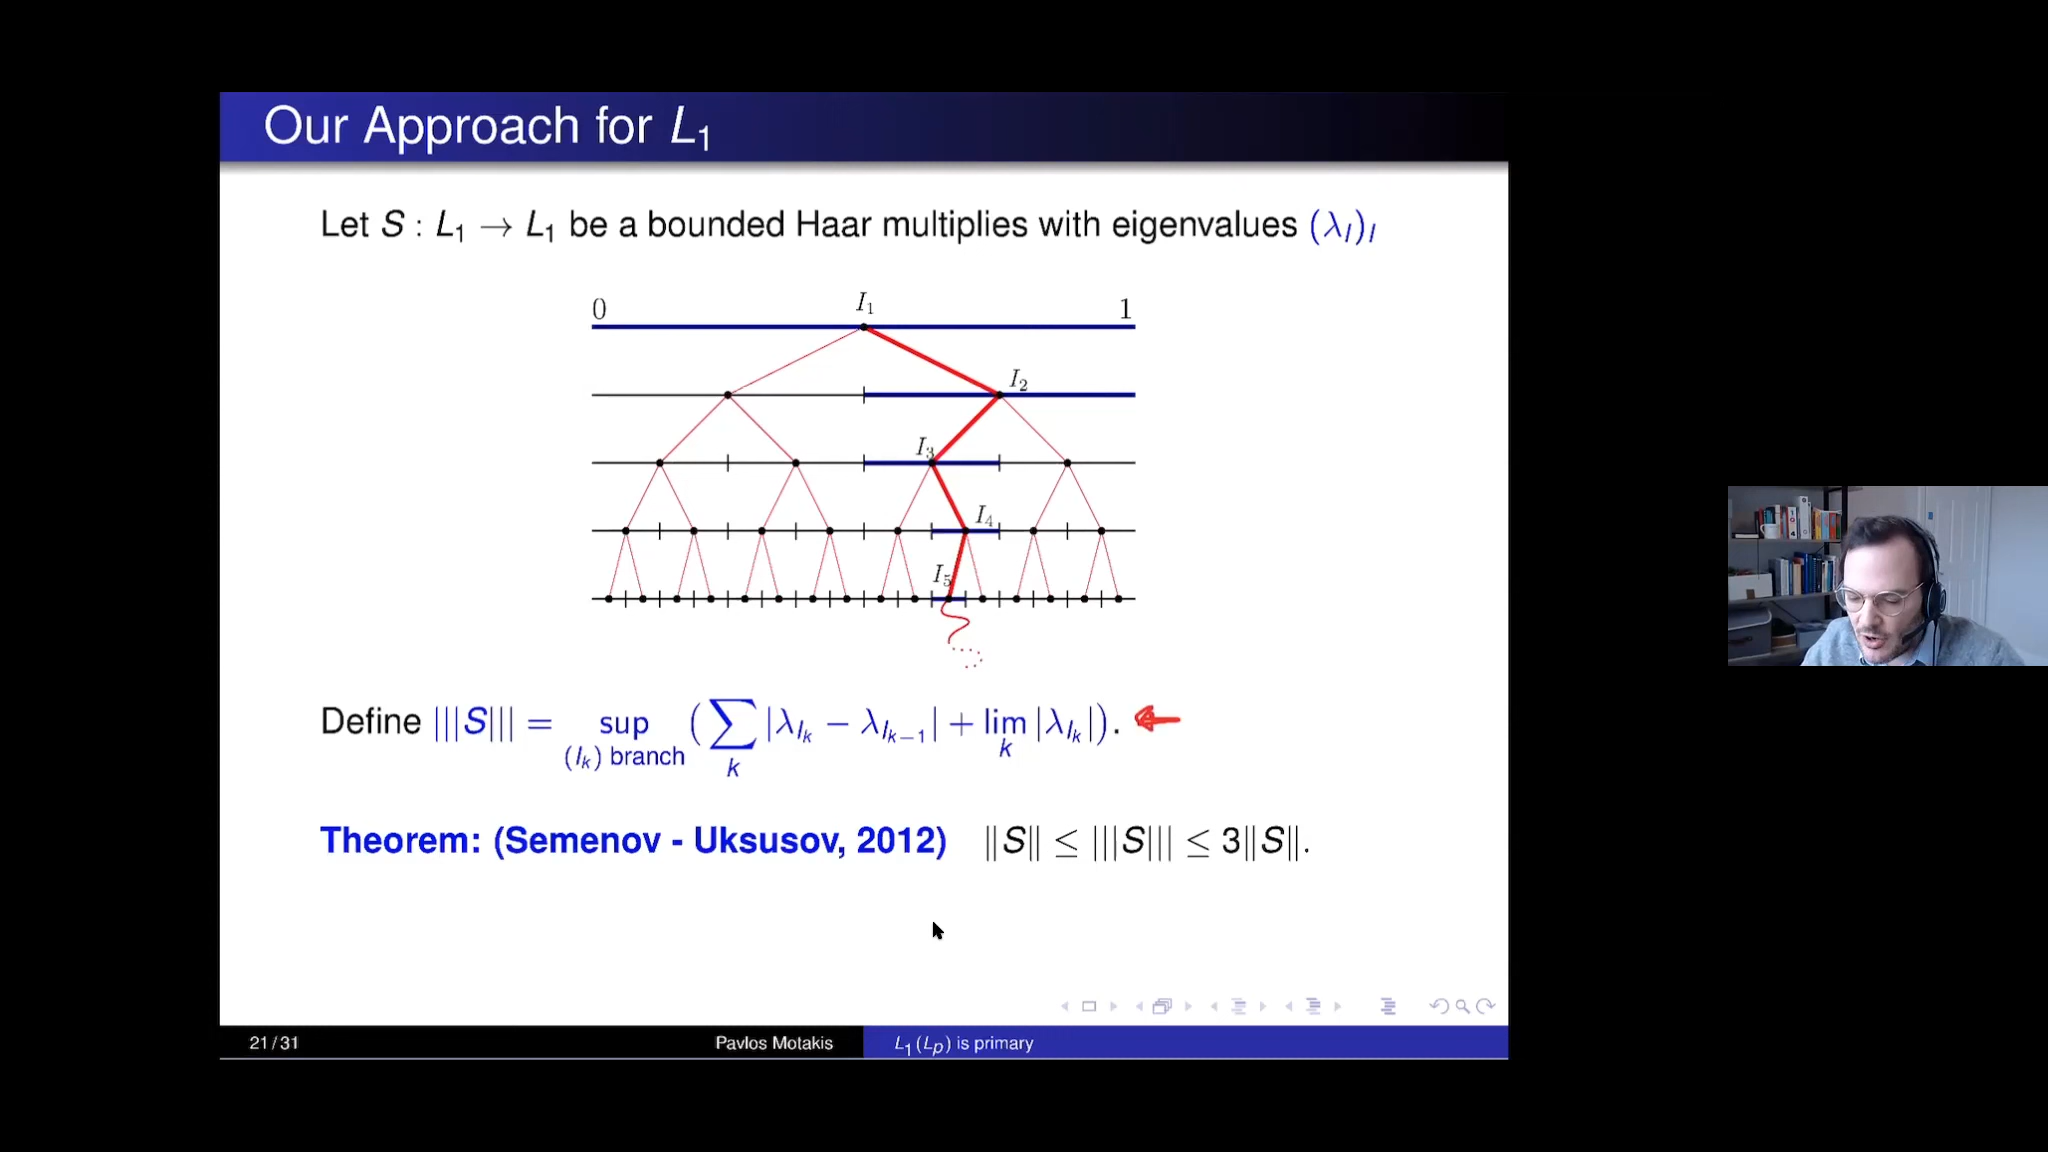 Our Approach for L₁
Let S : L₁ → L₁ be a bounded Haar multiplies with eigenvalues (λ_I)_I
0 I₁ 1
I₂
I₃
I₄
I₅
Define |||S||| = sup_{(I_k) branch} (∑_k |λ_{I_k} − λ_{I_{k−1}}| + lim_k |λ_{I_k}|).
Theorem: (Semenov - Uksusov, 2012) ‖S‖ ≤ |||S||| ≤ 3‖S‖.
21 / 31 Pavlos Motakis L₁(L_p) is primary